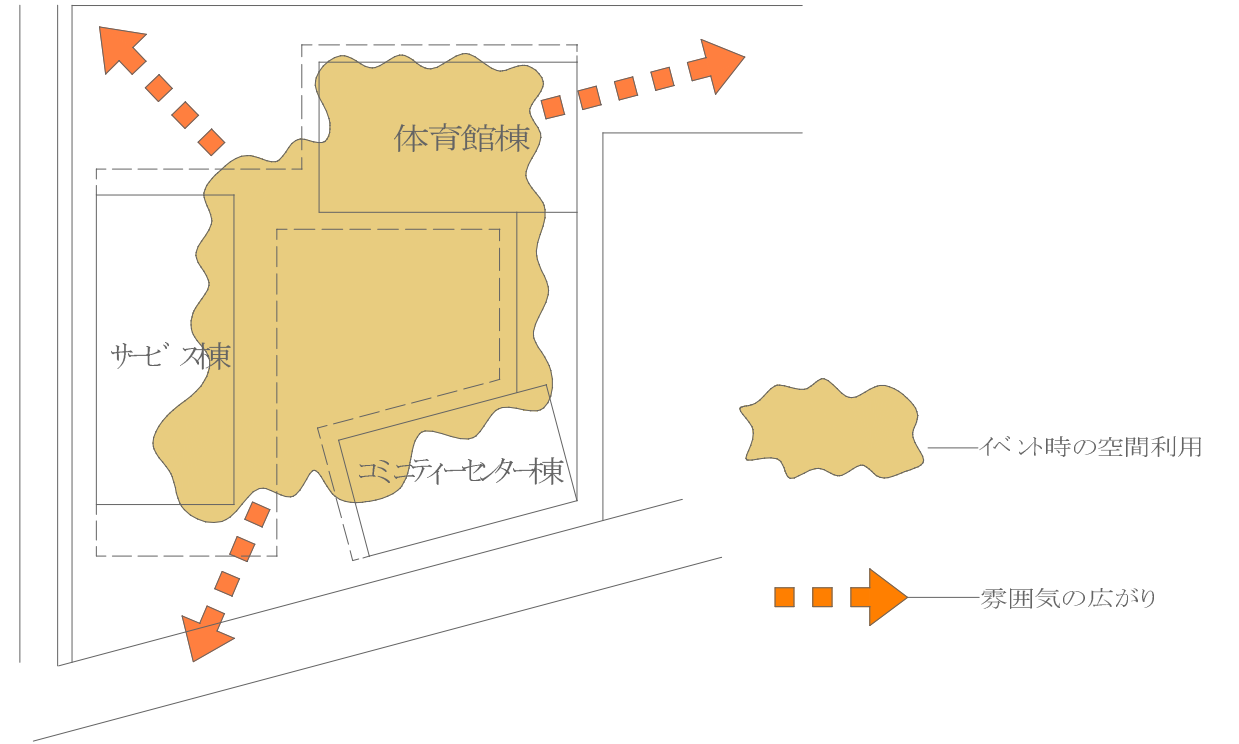 体育館棟
サービス棟
イベント時の空間利用
コミニティーセンター棟
雰囲気の広がり